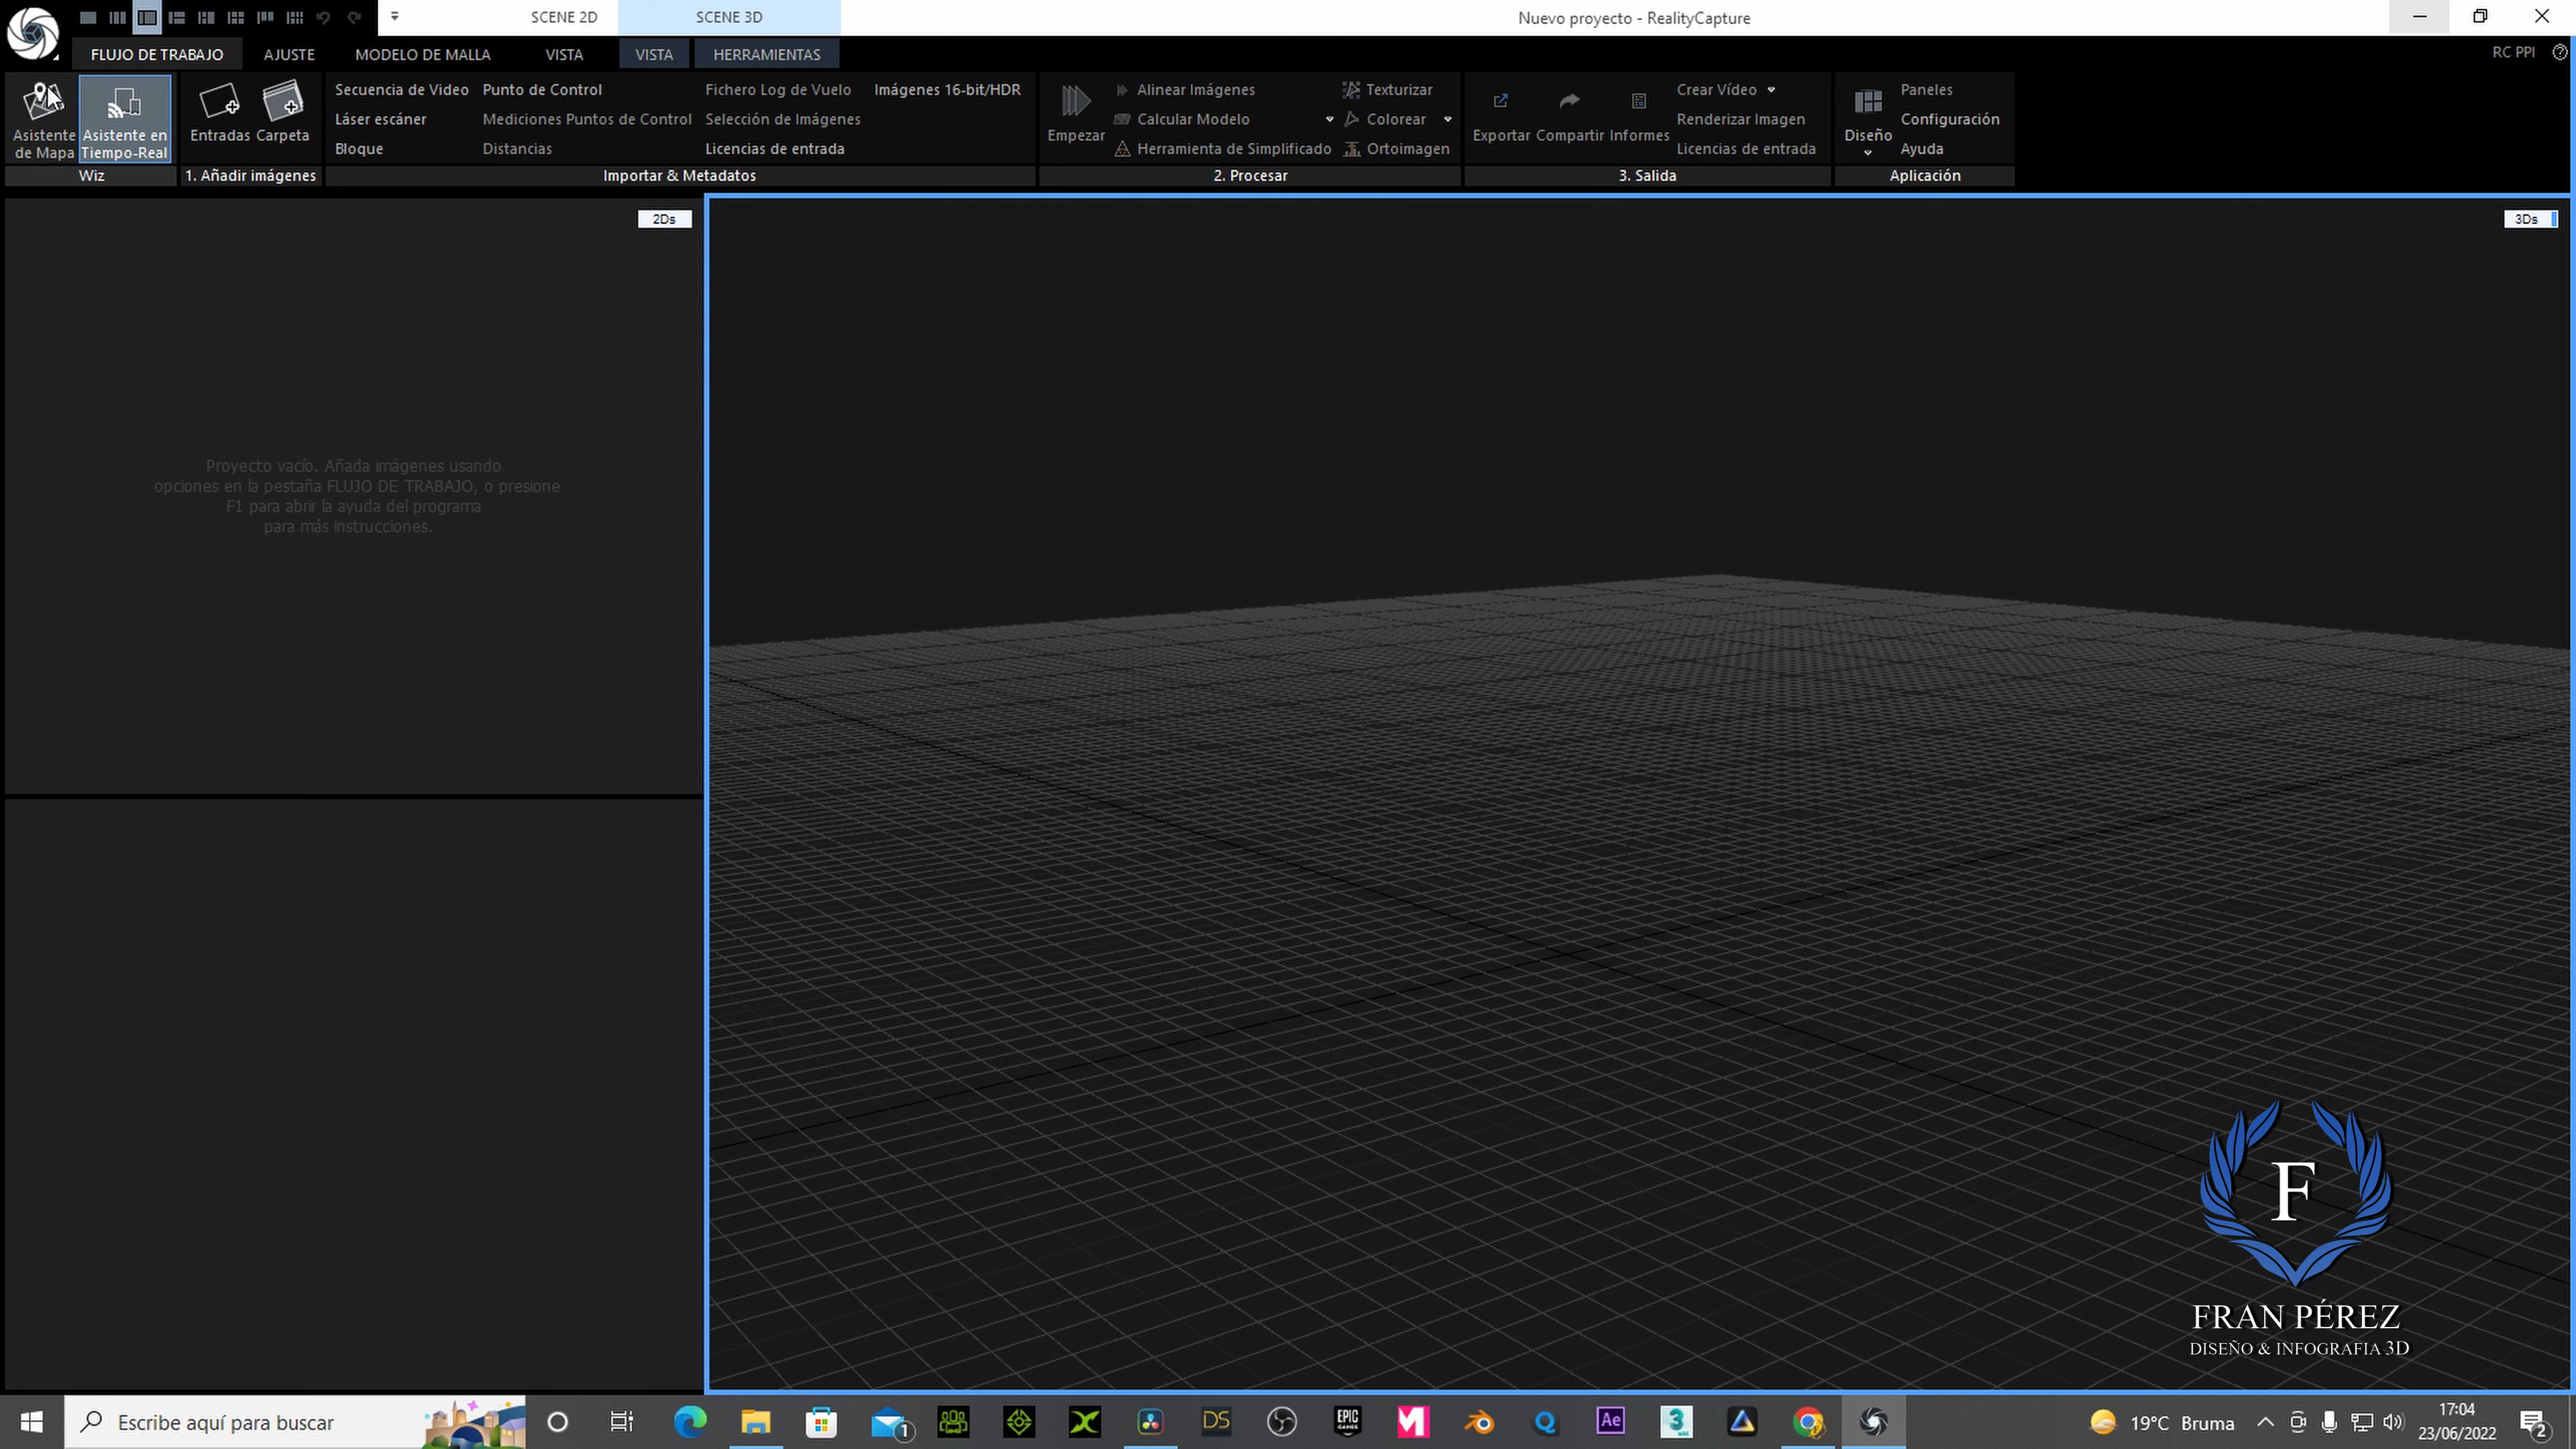 SCENE 2D
SCENE 3D
Nuevo proyecto - RealityCapture
FLUJO DE TRABAJO
AJUSTE
MODELO DE MALLA
VISTA
VISTA
HERRAMIENTAS
RC PPI
Asistente
de Mapa
Asistente en
Tiempo-Real
Wiz
Entradas
Carpeta
1. Añadir imágenes
Secuencia de Video
Láser escáner
Bloque
Punto de Control
Mediciones Puntos de Control
Distancias
Fichero Log de Vuelo
Selección de Imágenes
Licencias de entrada
Imágenes 16-bit/HDR
Importar & Metadatos
Empezar
Alinear Imágenes
Calcular Modelo
Herramienta de Simplificado
Texturizar
Colorear
Ortoimagen
2. Procesar
Exportar
Compartir
Informes
Crear Vídeo
Renderizar Imagen
Licencias de entrada
3. Salida
Diseño
Paneles
Configuración
Ayuda
Aplicación
2Ds
3Ds
Proyecto vacío. Añada imágenes usando
opciones en la pestaña FLUJO DE TRABAJO, o presione
F1 para abrir la ayuda del programa
para más instrucciones.
F
FRAN PÉREZ
DISEÑO & INFOGRAFIA 3D
Escribe aquí para buscar
1
DS
EPIC
GAMES
Ae
3
19°C Bruma
17:04
23/06/2022
2